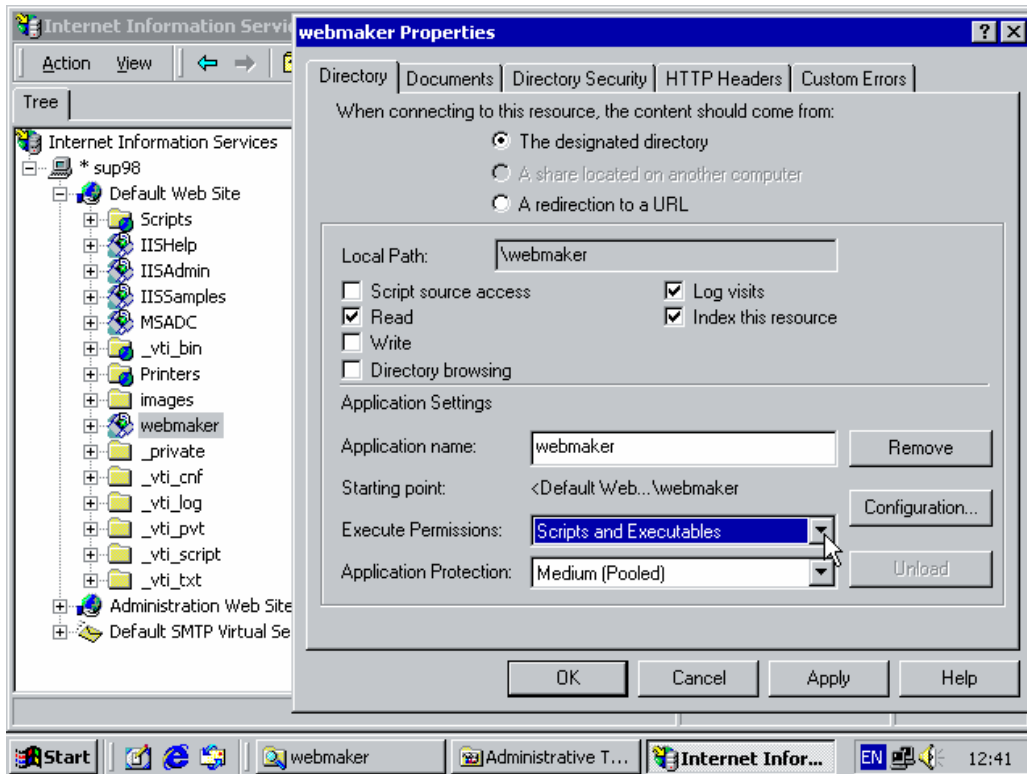 Internet Information Servi
Action View
Tree
Internet Information Services
* sup98
Default Web Site
Scripts
IISHelp
IISAdmin
IISSamples
MSADC
_vti_bin
Printers
images
webmaker
_private
_vti_cnf
_vti_log
_vti_pvt
_vti_script
_vti_txt
Administration Web Site
Default SMTP Virtual Se
webmaker Properties
Directory Documents Directory Security HTTP Headers Custom Errors
When connecting to this resource, the content should come from:
The designated directory
A share located on another computer
A redirection to a URL
Local Path: \webmaker
Script source access Log visits
Read Index this resource
Write
Directory browsing
Application Settings
Application name: webmaker Remove
Starting point: <Default Web...\webmaker
Configuration...
Execute Permissions: Scripts and Executables
Application Protection: Medium (Pooled) Unload
OK Cancel Apply Help
Start webmaker Administrative T... Internet Infor... EN 12:41